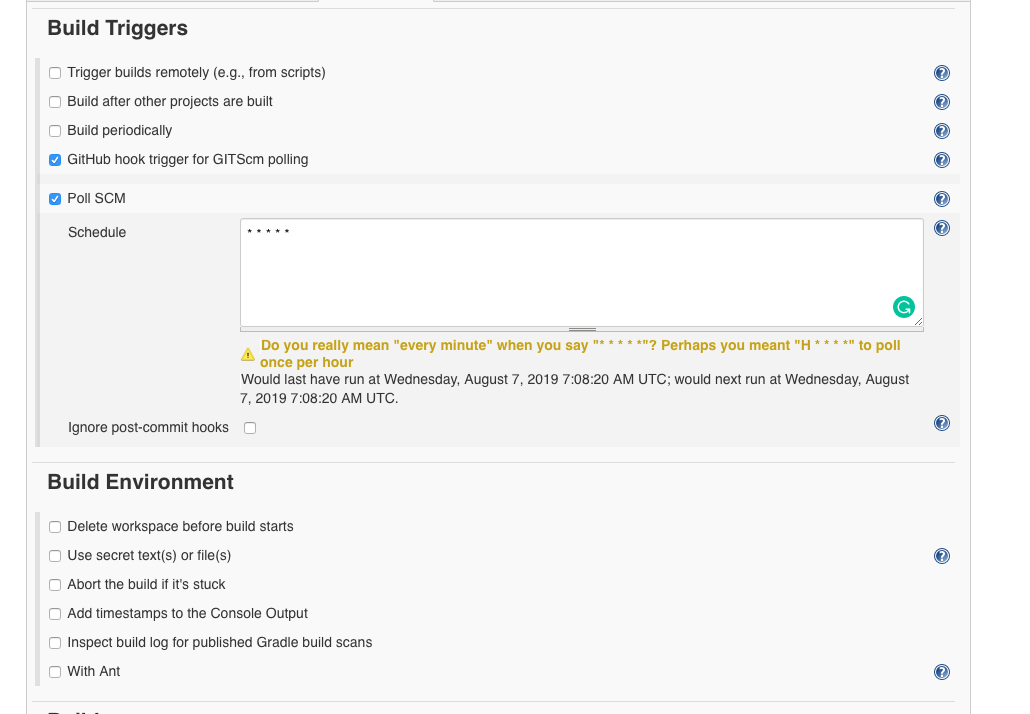 Build Triggers
Trigger builds remotely (e.g., from scripts)
Build after other projects are built
Build periodically
GitHub hook trigger for GITScm polling
Poll SCM
Schedule
* * * * *
Do you really mean "every minute" when you say "* * * * *"? Perhaps you meant "H * * * *" to poll
once per hour
Would last have run at Wednesday, August 7, 2019 7:08:20 AM UTC; would next run at Wednesday, August
7, 2019 7:08:20 AM UTC.
Ignore post-commit hooks
Build Environment
Delete workspace before build starts
Use secret text(s) or file(s)
Abort the build if it's stuck
Add timestamps to the Console Output
Inspect build log for published Gradle build scans
With Ant